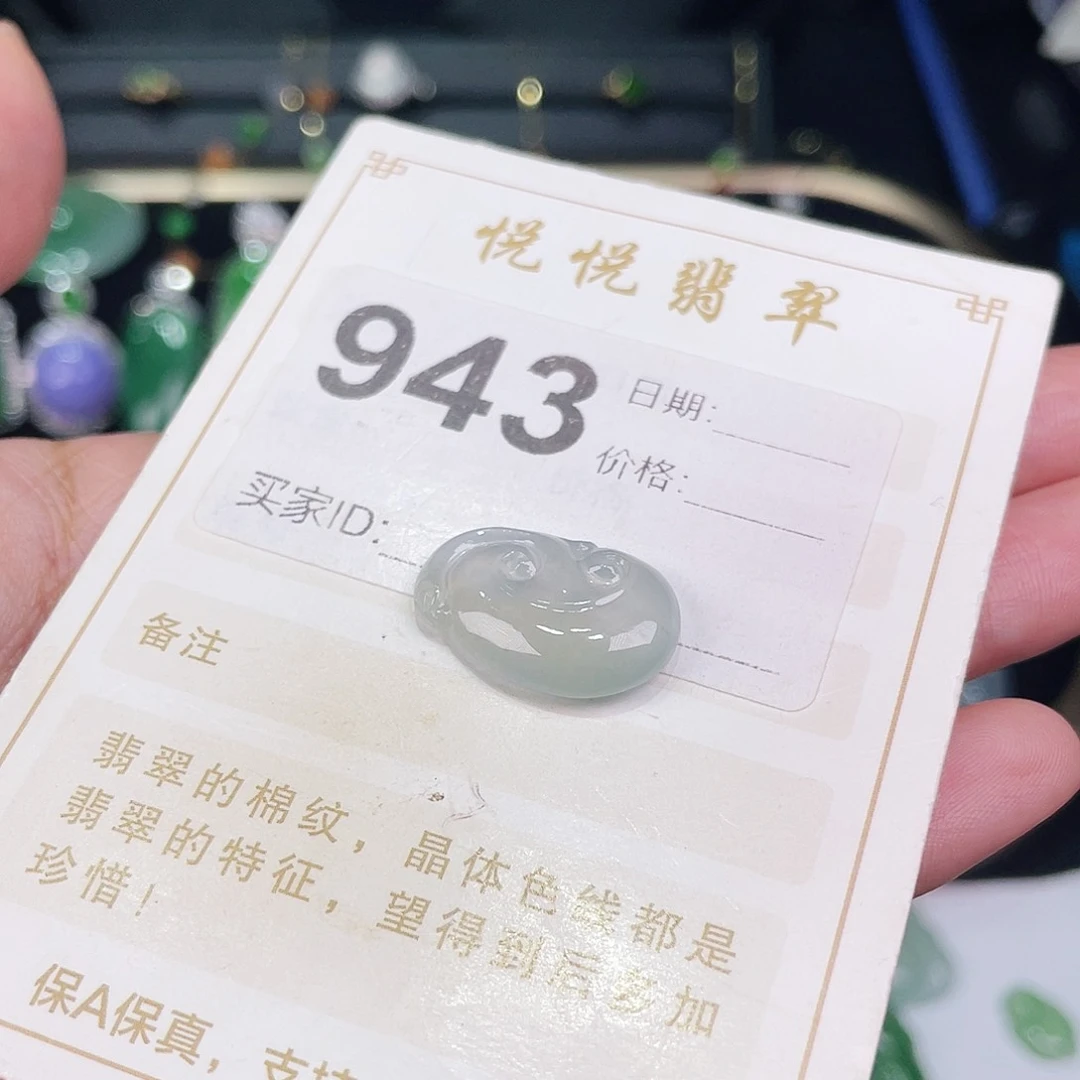 悦悦翡翠
943
日期:
价格:
买家ID:
备注
翡翠的棉纹，晶体色线都是
翡翠的特征，望得到后多加
珍惜！
保A保真，支持